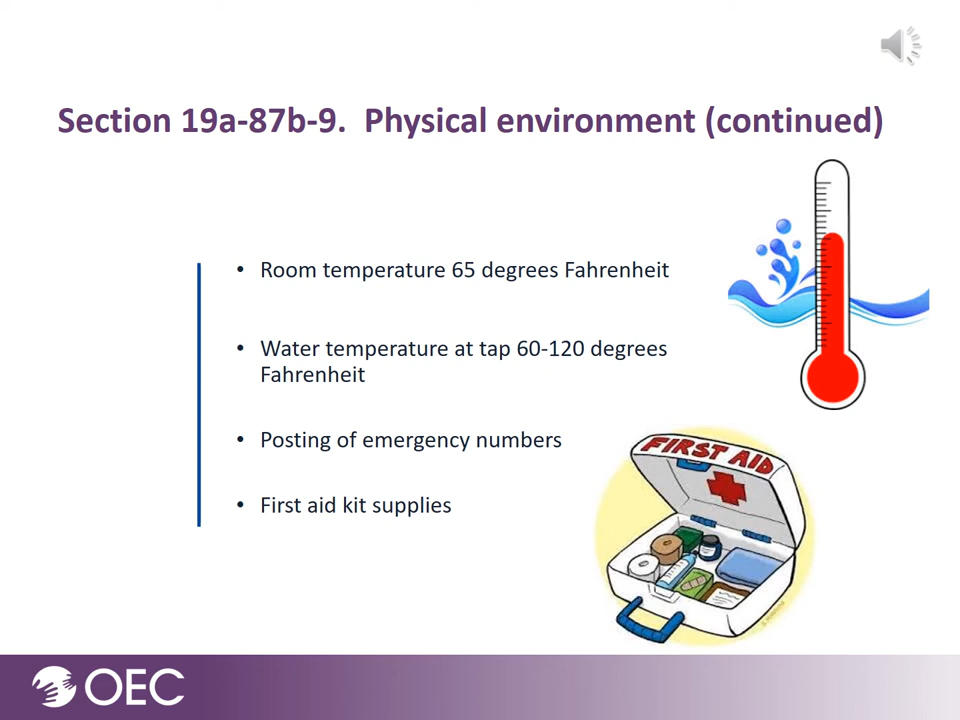 Section 19a-87b-9.  Physical environment (continued)
• Room temperature 65 degrees Fahrenheit
• Water temperature at tap 60-120 degrees
Fahrenheit
• Posting of emergency numbers
• First aid kit supplies
FIRST AID
OEC